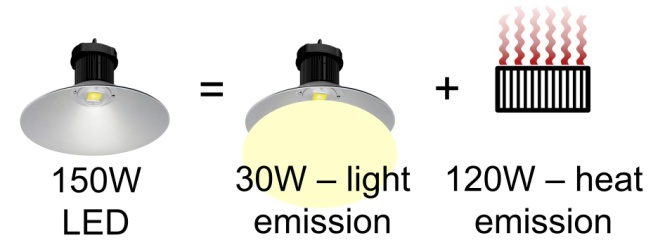 150W
LED
=
30W – light
emission
+
120W – heat
emission